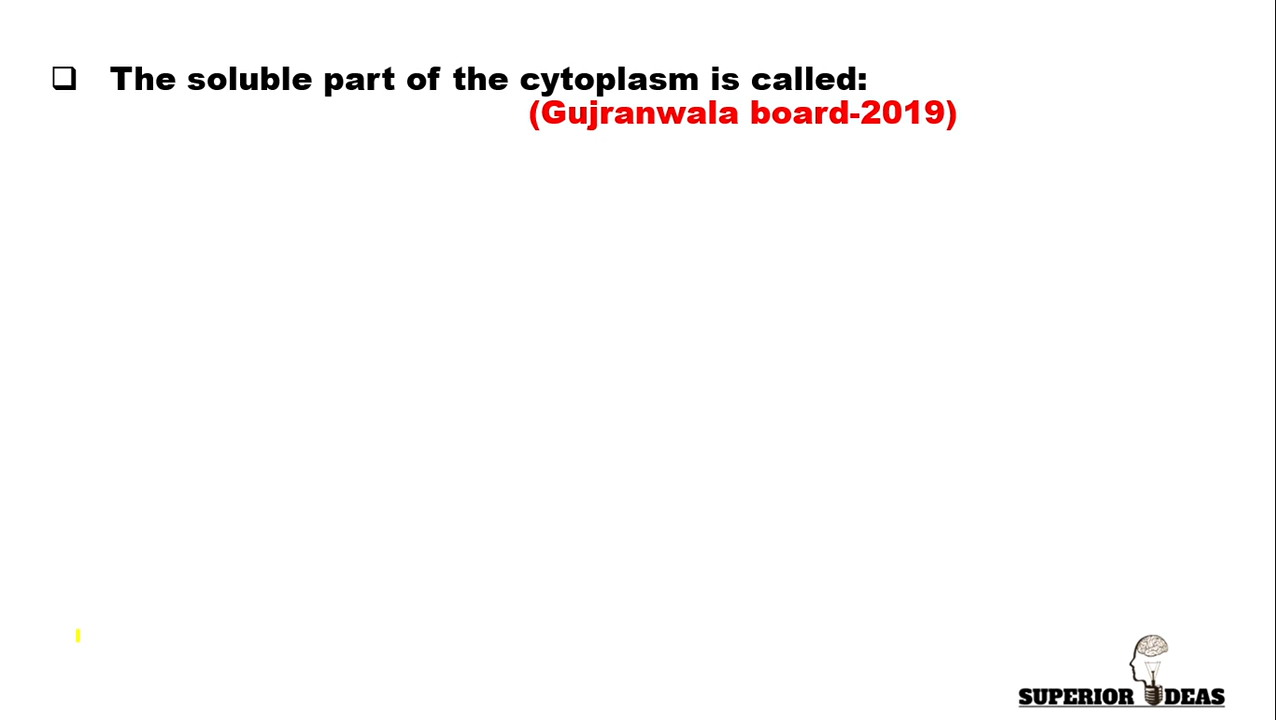 ❑ The soluble part of the cytoplasm is called:
(Gujranwala board-2019)
SUPERIOR IDEAS